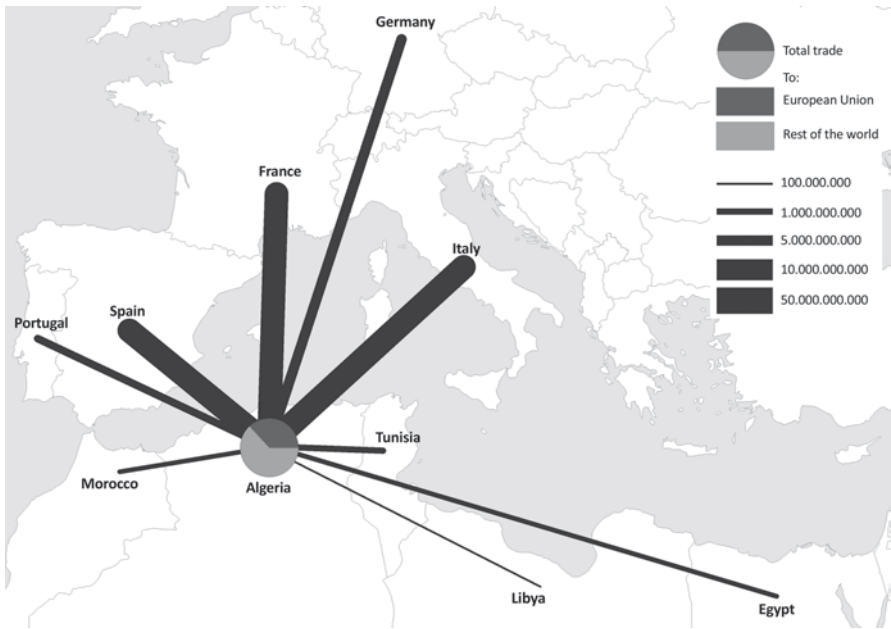 Germany
Total trade
To:
European Union
Rest of the world
France
100.000.000
1.000.000.000
5.000.000.000
Italy
10.000.000.000
50.000.000.000
Spain
Portugal
Tunisia
Morocco
Algeria
Libya
Egypt